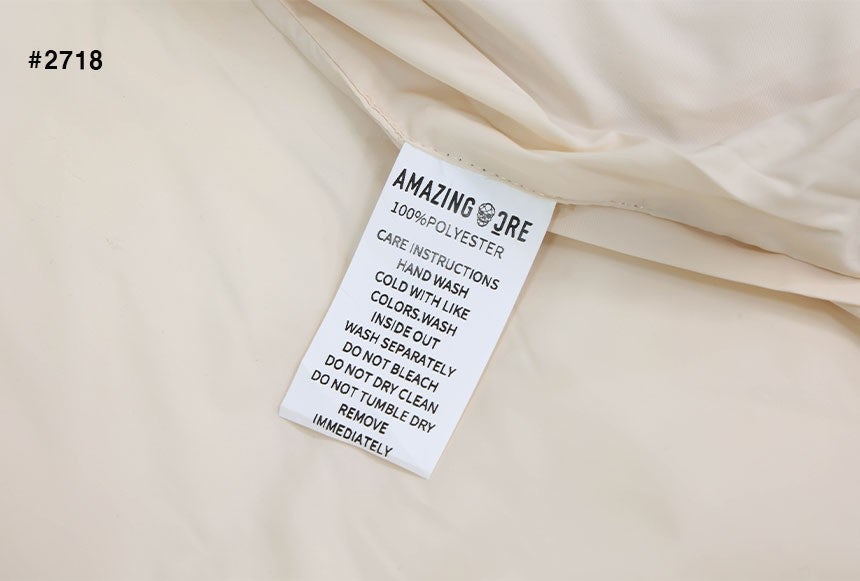 #2718
AMAZING ORE
100%POLYESTER
CARE INSTRUCTIONS
HAND WASH
COLD WITH LIKE
COLORS.WASH
INSIDE OUT
WASH SEPARATELY
DO NOT BLEACH
DO NOT DRY CLEAN
DO NOT TUMBLE DRY
REMOVE
IMMEDIATELY